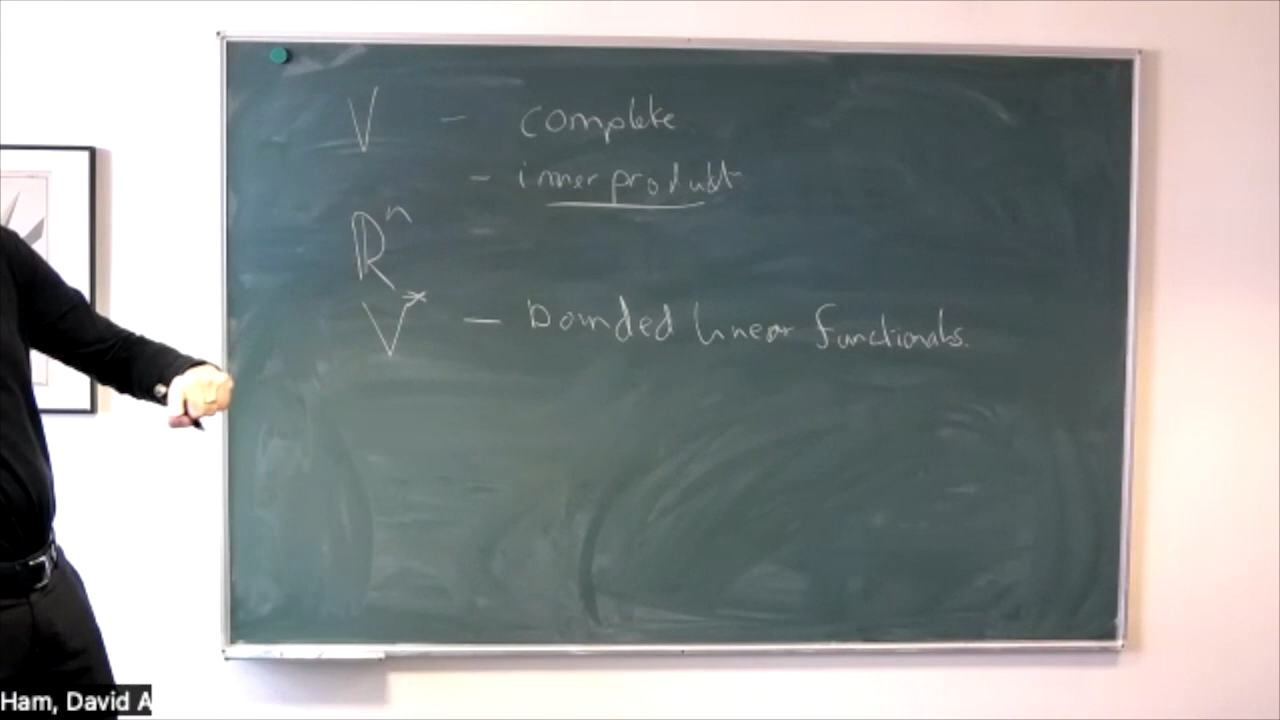 V - complete
- inner product
ℝⁿ
V* - bounded linear functionals.
Ham, David A